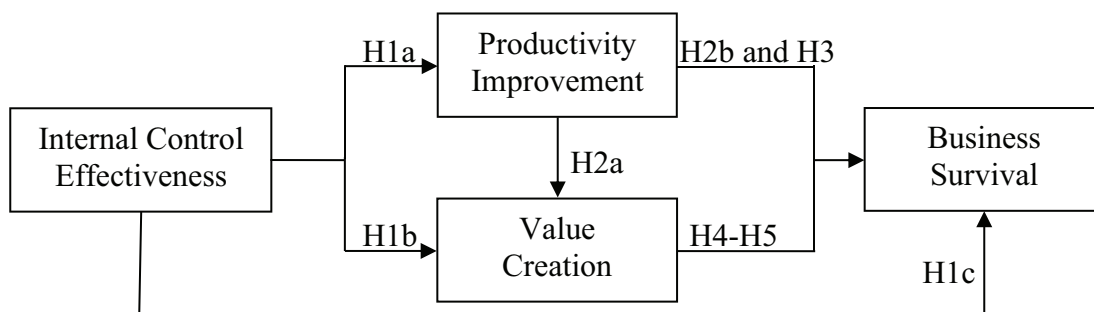 Productivity
Improvement
H1a
H2b and H3
Internal Control
Effectiveness
Business
Survival
H2a
Value
Creation
H1b
H4-H5
H1c